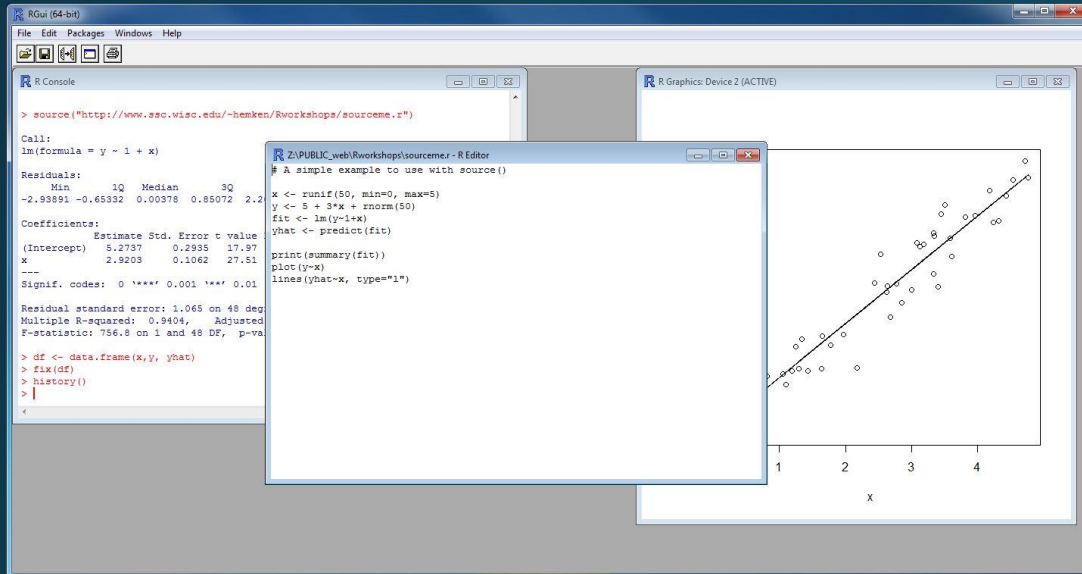 RGui (64-bit)
File Edit Packages Windows Help
R Console
> source("http://www.ssc.wisc.edu/~hemken/Rworkshops/sourceme.r")
Call:
lm(formula = y ~ 1 + x)
Residuals:
Min 1Q Median 3Q
-2.93891 -0.65332 0.00378 0.85072
Coefficients:
Estimate Std. Error t value
(Intercept) 5.2737 0.2935 17.97
x 2.9203 0.1062 27.51
---
Signif. codes: 0 '***' 0.001 '**' 0.01
Residual standard error: 1.065 on 48
Multiple R-squared: 0.9404, Adjusted
F-statistic: 756.8 on 1 and 48 DF,
> df <- data.frame(x,y, yhat)
> fix(df)
> history()
>
Z:\PUBLIC_web\Rworkshops\sourceme.r - R Editor
# A simple example to use with source()
x <- runif(50, min=0, max=5)
y <- 5 + 3*x + rnorm(50)
fit <- lm(y~1+x)
yhat <- predict(fit)
print(summary(fit))
plot(y~x)
lines(yhat~x, type="l")
R Graphics: Device 2 (ACTIVE)
1 2 3 4
x